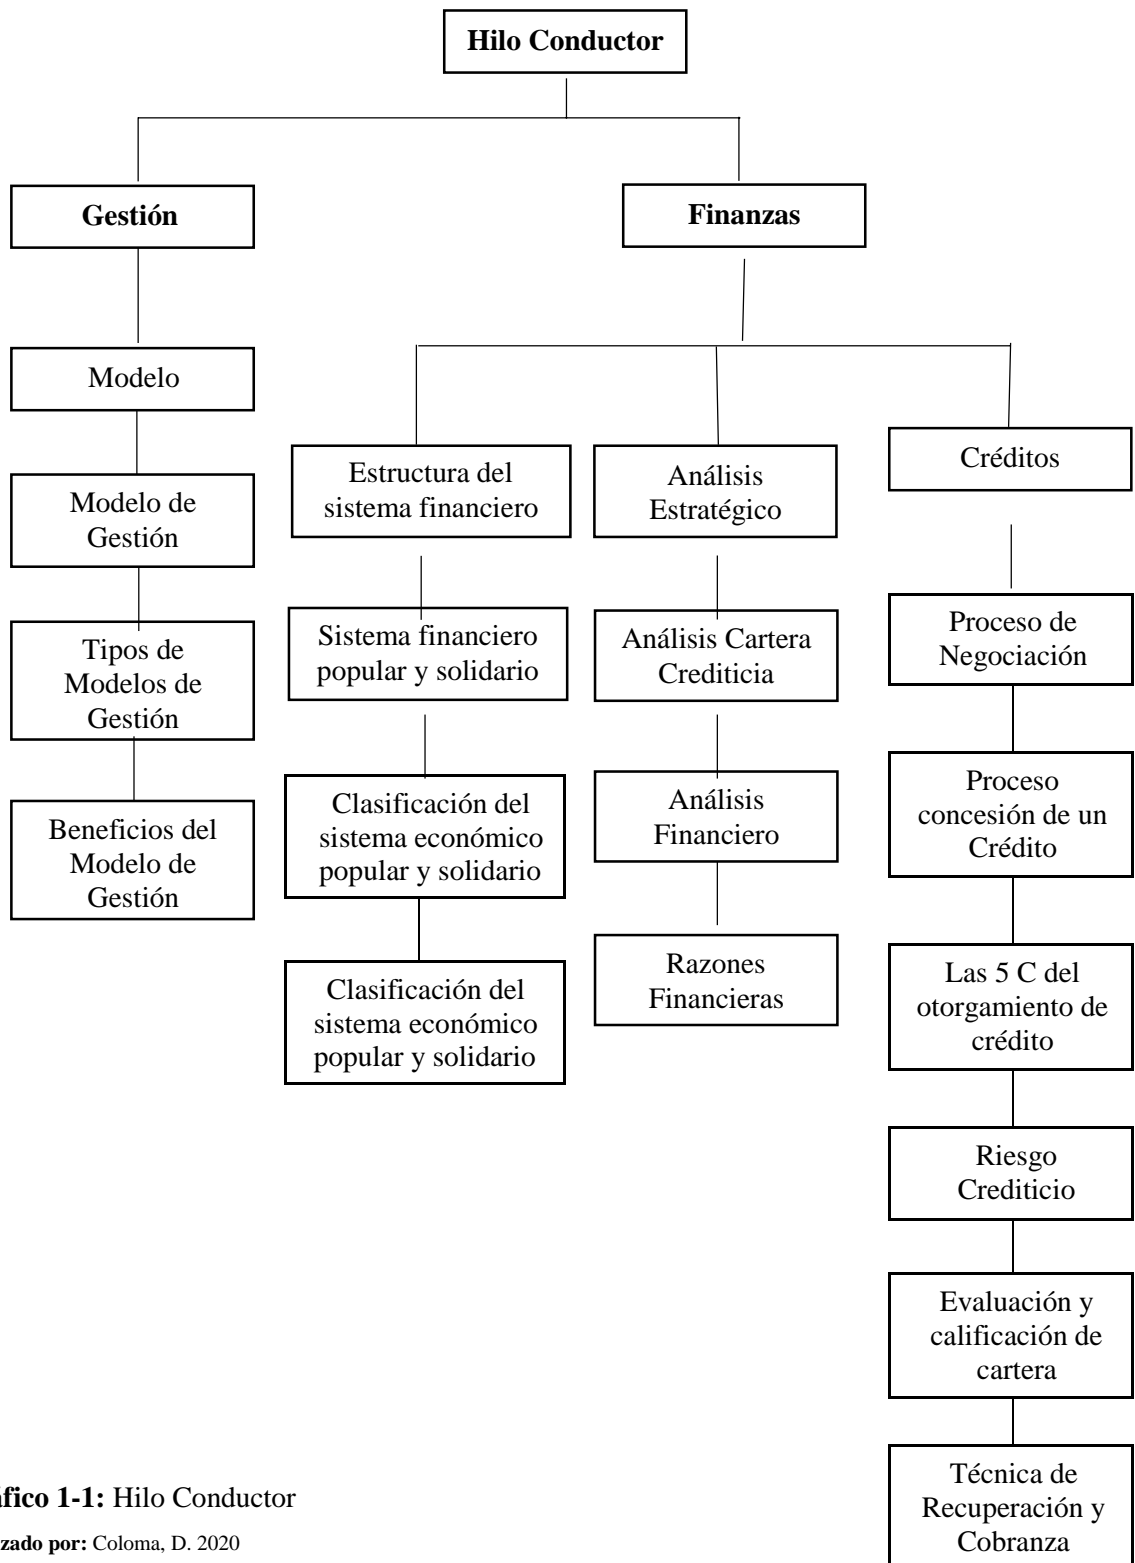 Hilo Conductor
Gestión
Finanzas
Modelo
Modelo de
Gestión
Tipos de
Modelos de
Gestión
Beneficios del
Modelo de
Gestión
Estructura del
sistema financiero
Sistema financiero
popular y solidario
Clasificación del
sistema económico
popular y solidario
Clasificación del
sistema económico
popular y solidario
Análisis
Estratégico
Análisis Cartera
Crediticia
Análisis
Financiero
Razones
Financieras
Créditos
Proceso de
Negociación
Proceso
concesión de un
Crédito
Las 5 C del
otorgamiento de
crédito
Riesgo
Crediticio
Evaluación y
calificación de
cartera
Técnica de
Recuperación y
Cobranza
áfico 1-1: Hilo Conductor
zado por: Coloma, D. 2020